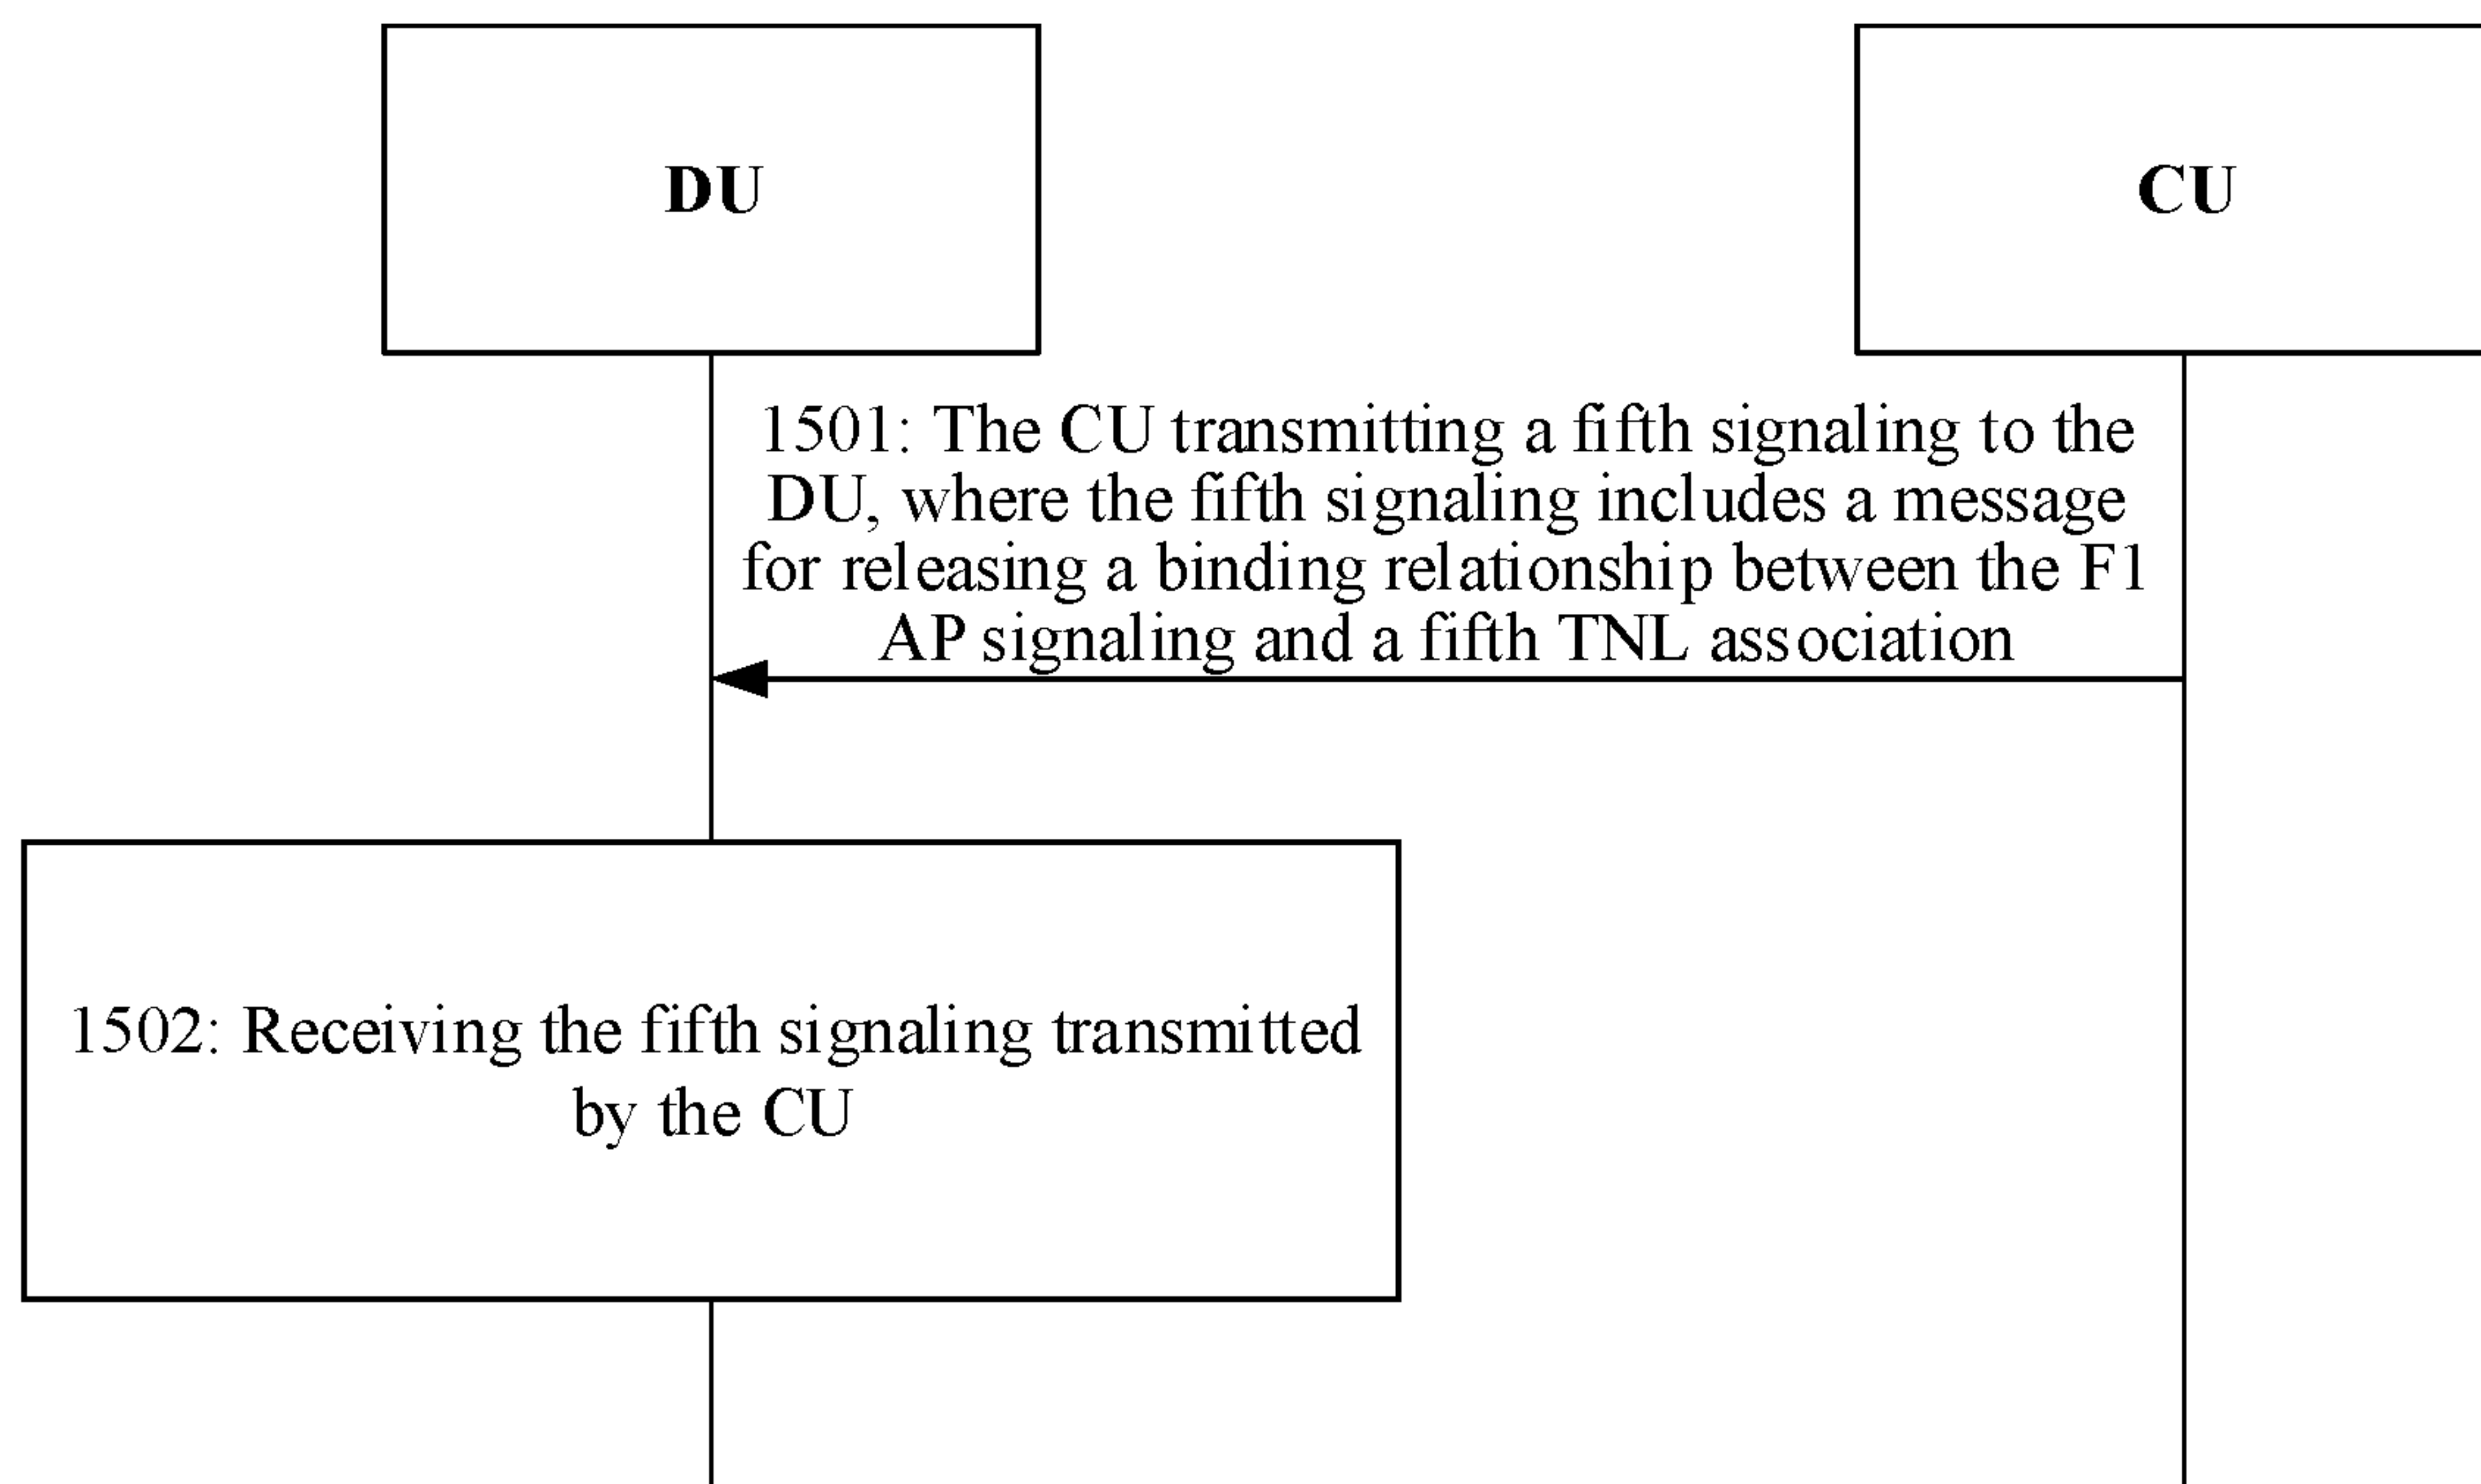 DU
CU
1501: The CU transmitting a fifth signaling to the
DU, where the fifth signaling includes a message
for releasing a binding relationship between the F1
AP signaling and a fifth TNL association
1502: Receiving the fifth signaling transmitted
by the CU